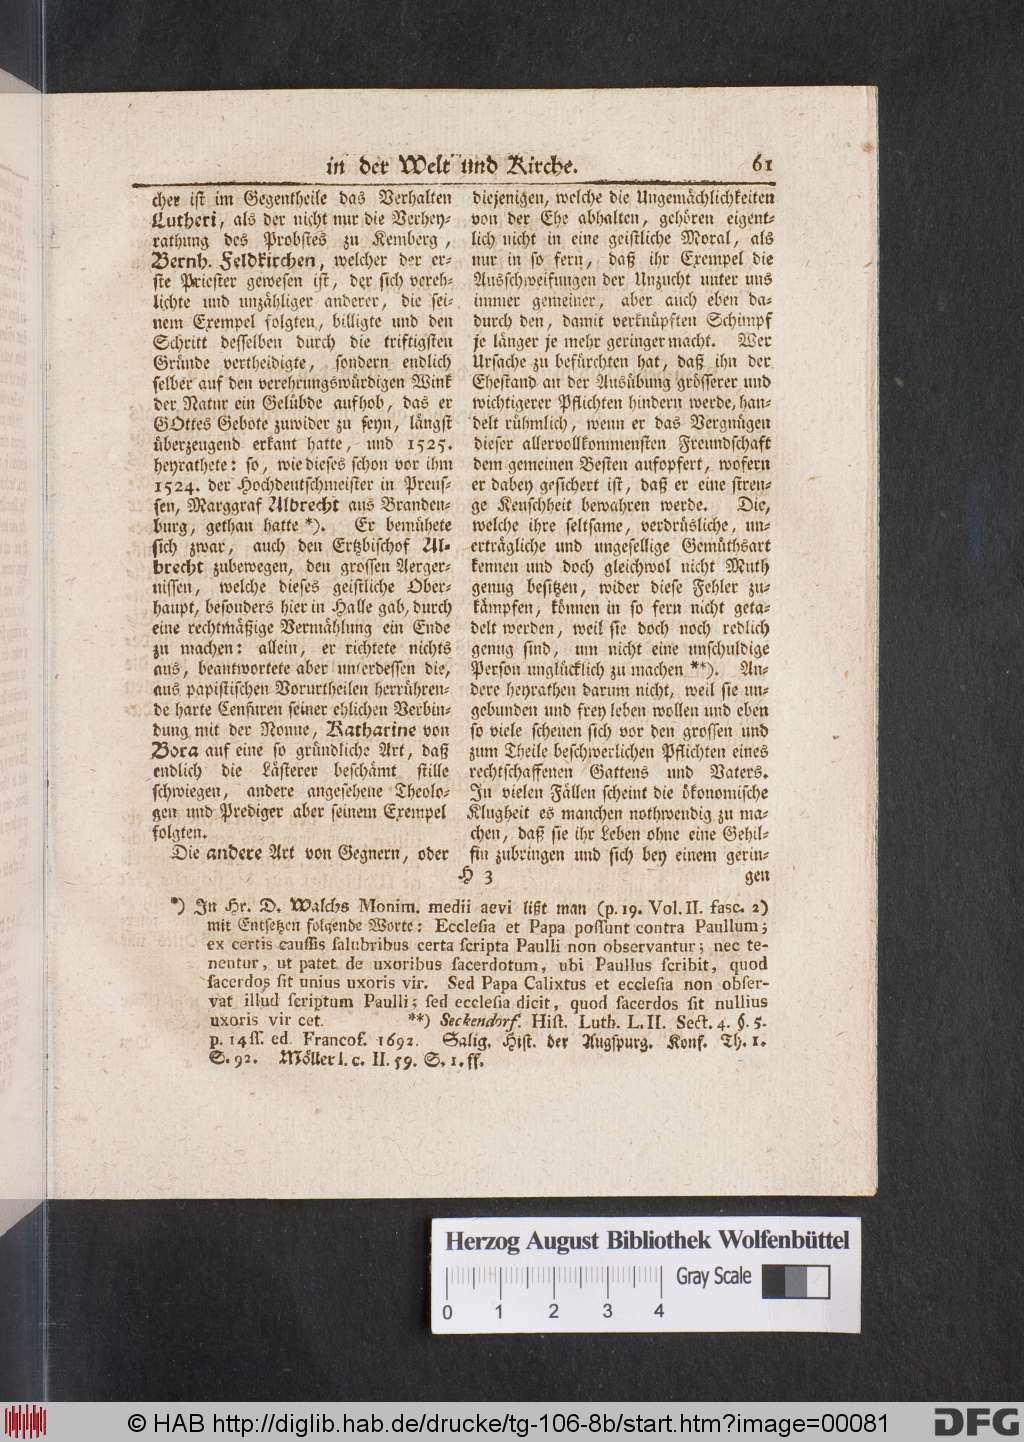 in der Welt und Kirche. 61
cher ist im Gegentheile das Verhalten
Lutheri, als der nicht nur die Verhey-
rathung des Probstes zu Kemberg,
Bernh. Feldkirchen, welcher der er-
ste Priester gewesen ist, der sich vereh-
lichte und unzähliger anderer, die sei-
nem Exempel folgten, billigte und den
Schritt desselben durch die triftigsten
Gründe vertheidigte, sondern endlich
selber auf den verehrungswürdigen Wink
der Natur ein Gelübde aufhob, das er
GOttes Gebote zuwider zu seyn, längst
überzeugend erkant hatte, und 1525.
heyrathete: so, wie dieses schon vor ihm
1524. der Hochdeutschmeister in Preus-
sen, Marggraf Albrecht aus Branden-
burg, gethan hatte *). Er bemühete
sich zwar, auch den Ertzbischof Al-
brecht zubewegen, den grossen Aerger-
nissen, welche dieses geistliche Ober-
haupt, besonders hier in Halle gab, durch
eine rechtmäßige Vermählung ein Ende
zu machen: allein, er richtete nichts
aus, beantwortete aber unterdessen die,
aus papistischen Vorurtheilen herrühren-
de harte Censuren seiner ehlichen Verbin-
dung mit der Nonne, Katharine von
Bora auf eine so gründliche Art, daß
endlich die Lästerer beschämt stille
schwiegen, andere angesehene Theolo-
gen und Prediger aber seinem Exempel
folgten.
Die andere Art von Gegnern, oder
diejenigen, welche die Ungemächlichkeiten
von der Ehe abhalten, gehören eigent-
lich nicht in eine geistliche Moral, als
nur in so fern, daß ihr Exempel die
Ausschweifungen der Unzucht unter uns
immer gemeiner, aber auch eben da-
durch den, damit verknüpften Schimpf
je länger je mehr geringer macht. Wer
Ursache zu befürchten hat, daß ihn der
Ehestand an der Ausübung grösserer und
wichtigerer Pflichten hindern werde, han-
delt rühmlich, wenn er das Vergnügen
dieser allervollkommensten Freundschaft
dem gemeinen Besten aufopfert, wofern
er dabey gesichert ist, daß er eine stren-
ge Keuschheit bewahren werde. Die,
welche ihre seltsame, verdrüsliche, un-
erträgliche und ungesellige Gemüthsart
kennen und doch gleichwol nicht Muth
genug besitzen, wider diese Fehler zu-
kämpfen, können in so fern nicht geta-
delt werden, weil sie doch noch redlich
genug sind, um nicht eine unschuldige
Person unglücklich zu machen **). An-
dere heyrathen darum nicht, weil sie un-
gebunden und frey leben wollen und eben
so viele scheuen sich vor den grossen und
zum Theile beschwerlichen Pflichten eines
rechtschaffenen Gattens und Vaters.
In vielen Fällen scheint die ökonomische
Klugheit es manchen nothwendig zu ma-
chen, daß sie ihr Leben ohne eine Gehil-
fin zubringen und sich bey einem gerin-
H 3 gen
*) In Hr. D. Walchs Monim. medii aevi lißt man (p. 19. Vol. II. fasc. 2)
mit Entsetzen folgende Worte: Ecclesia et Papa possunt contra Paullum;
ex certis caussis salubribus certa scripta Paulli non observantur; nec te-
nentur, ut patet de uxoribus sacerdotum, ubi Paullus scribit, quod
sacerdos sit unius uxoris vir. Sed Papa Calixtus et ecclesia non obser-
vat illud scriptum Paulli; sed ecclesia dicit, quod sacerdos sit nullius
uxoris vir cet. **) Seckendorf. Hist. Luth. L. II. Sect. 4. §. 5.
p. 14ff. ed. Francof. 1692. Salig. Hist. der Augspurg. Konf. Th. 1.
S. 92. Möller l. c. II. 59. S. 1. ff.
Herzog August Bibliothek Wolfenbüttel
Gray Scale
0 1 2 3 4
© HAB http://diglib.hab.de/drucke/tg-106-8b/start.htm?image=00081
DFG